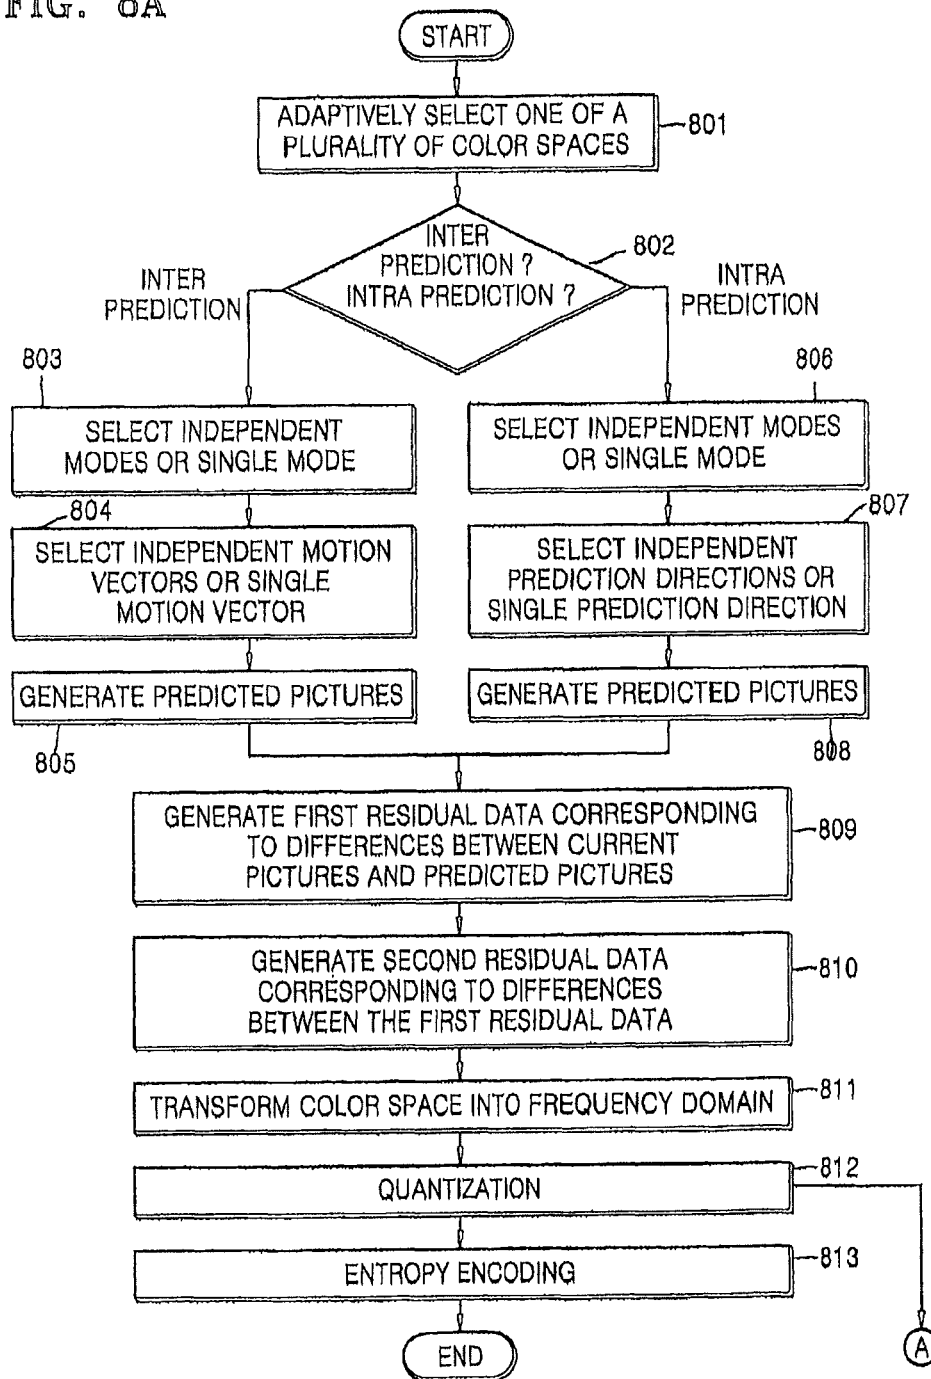 FIG. 8A
START
ADAPTIVELY SELECT ONE OF A
PLURALITY OF COLOR SPACES
801
INTER
PREDICTION ?
INTRA PREDICTION ?
802
INTER
PREDICTION
INTRA
PREDICTION
803
SELECT INDEPENDENT
MODES OR SINGLE MODE
806
SELECT INDEPENDENT MODES
OR SINGLE MODE
804
SELECT INDEPENDENT MOTION
VECTORS OR SINGLE
MOTION VECTOR
807
SELECT INDEPENDENT
PREDICTION DIRECTIONS OR
SINGLE PREDICTION DIRECTION
GENERATE PREDICTED PICTURES
805
GENERATE PREDICTED PICTURES
808
GENERATE FIRST RESIDUAL DATA CORRESPONDING
TO DIFFERENCES BETWEEN CURRENT
PICTURES AND PREDICTED PICTURES
809
GENERATE SECOND RESIDUAL DATA
CORRESPONDING TO DIFFERENCES
BETWEEN THE FIRST RESIDUAL DATA
810
TRANSFORM COLOR SPACE INTO FREQUENCY DOMAIN
811
QUANTIZATION
812
ENTROPY ENCODING
813
END
A